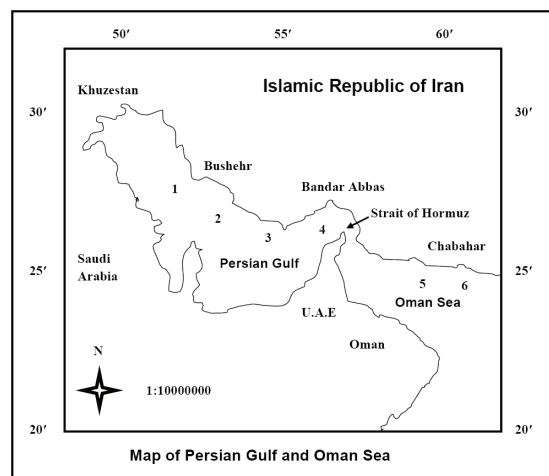 50′ 55′ 60′
Islamic Republic of Iran
Khuzestan
30′ 30′
Bushehr
1
Bandar Abbas
2
Strait of Hormuz
3
4
Chabahar
Saudi
Arabia
Persian Gulf
25′ 25′
5
6
Oman Sea
U.A.E
Oman
N
1:10000000
20′ 20′
Map of Persian Gulf and Oman Sea